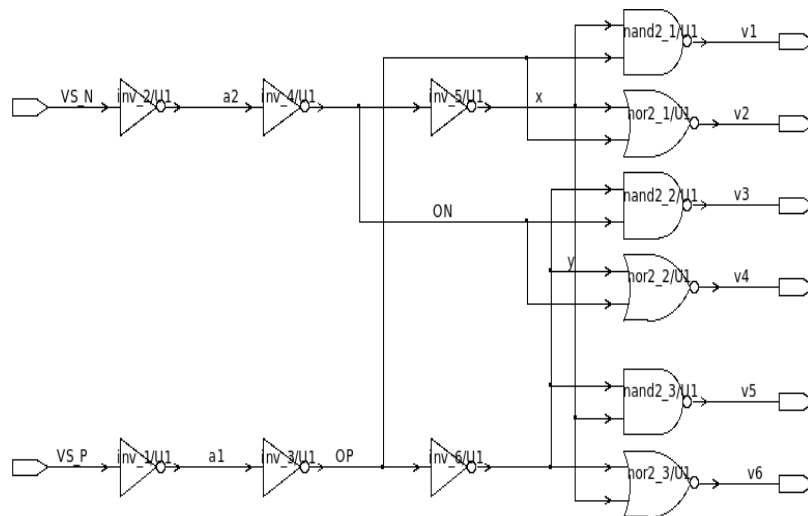 nand2_1/U1
v1
VS_N
inv_2/U1
a2
inv_4/U1
inv_5/U1
x
nor2_1/U1
v2
nand2_2/U1
v3
ON
y
nor2_2/U1
v4
nand2_3/U1
v5
VS_P
inv_1/U1
a1
inv_3/U1
OP
inv_6/U1
nor2_3/U1
v6